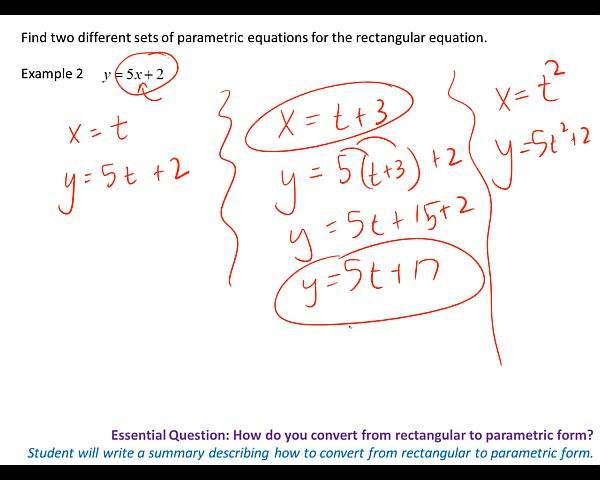 Find two different sets of parametric equations for the rectangular equation.
Example 2 y = 5x + 2
x = t
y = 5t + 2
x = t + 3
y = 5(t+3) + 2
y = 5t + 15 + 2
y = 5t + 17
x = t²
y = 5t² + 2
Essential Question: How do you convert from rectangular to parametric form?
Student will write a summary describing how to convert from rectangular to parametric form.